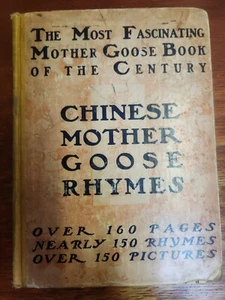 THE MOST FASCINATING
MOTHER GOOSE BOOK
OF THE CENTURY
CHINESE
MOTHER
GOOSE
RHYMES
OVER 160 PAGES
NEARLY 150 RHYMES
OVER 150 PICTURES